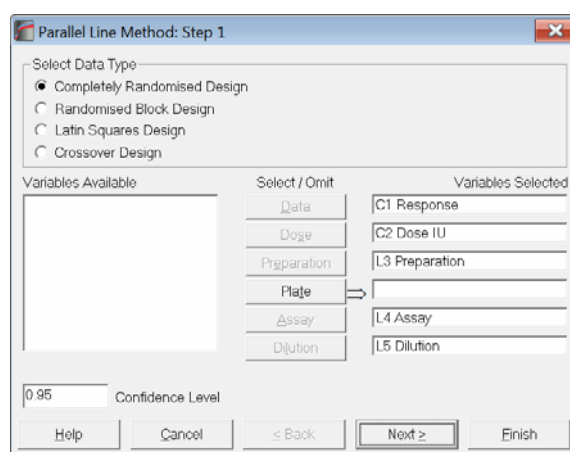 Parallel Line Method: Step 1
Select Data Type
Completely Randomised Design
Randomised Block Design
Latin Squares Design
Crossover Design
Variables Available
Select / Omit
Variables Selected
Data
C1 Response
Dose
C2 Dose IU
Preparation
L3 Preparation
Plate
Assay
L4 Assay
Dilution
L5 Dilution
0.95 Confidence Level
Help Cancel < Back Next > Finish